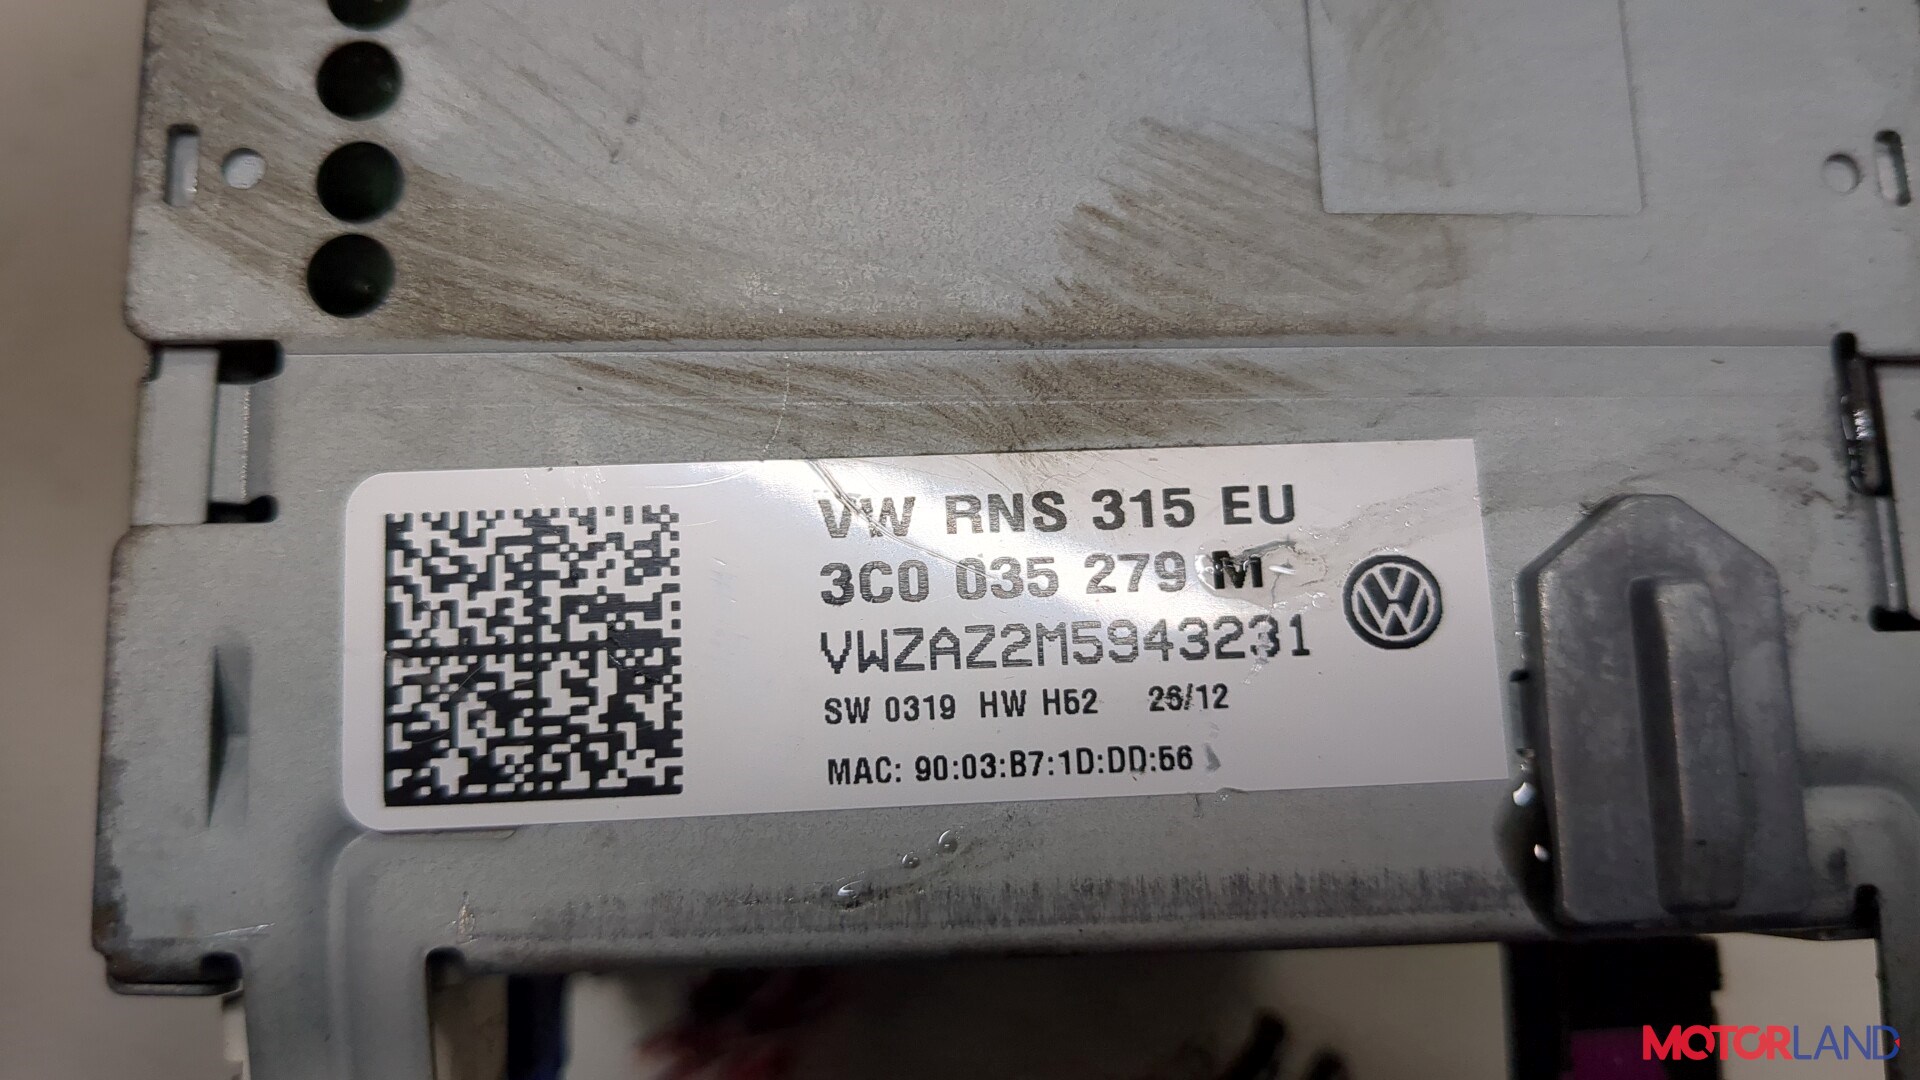 VW RNS 315 EU
3C0 035 279 M
VWZAZ2M5943231
SW 0319 HW H52 26/12
MAC: 90:03:B7:1D:DD:56
MOTORLAND